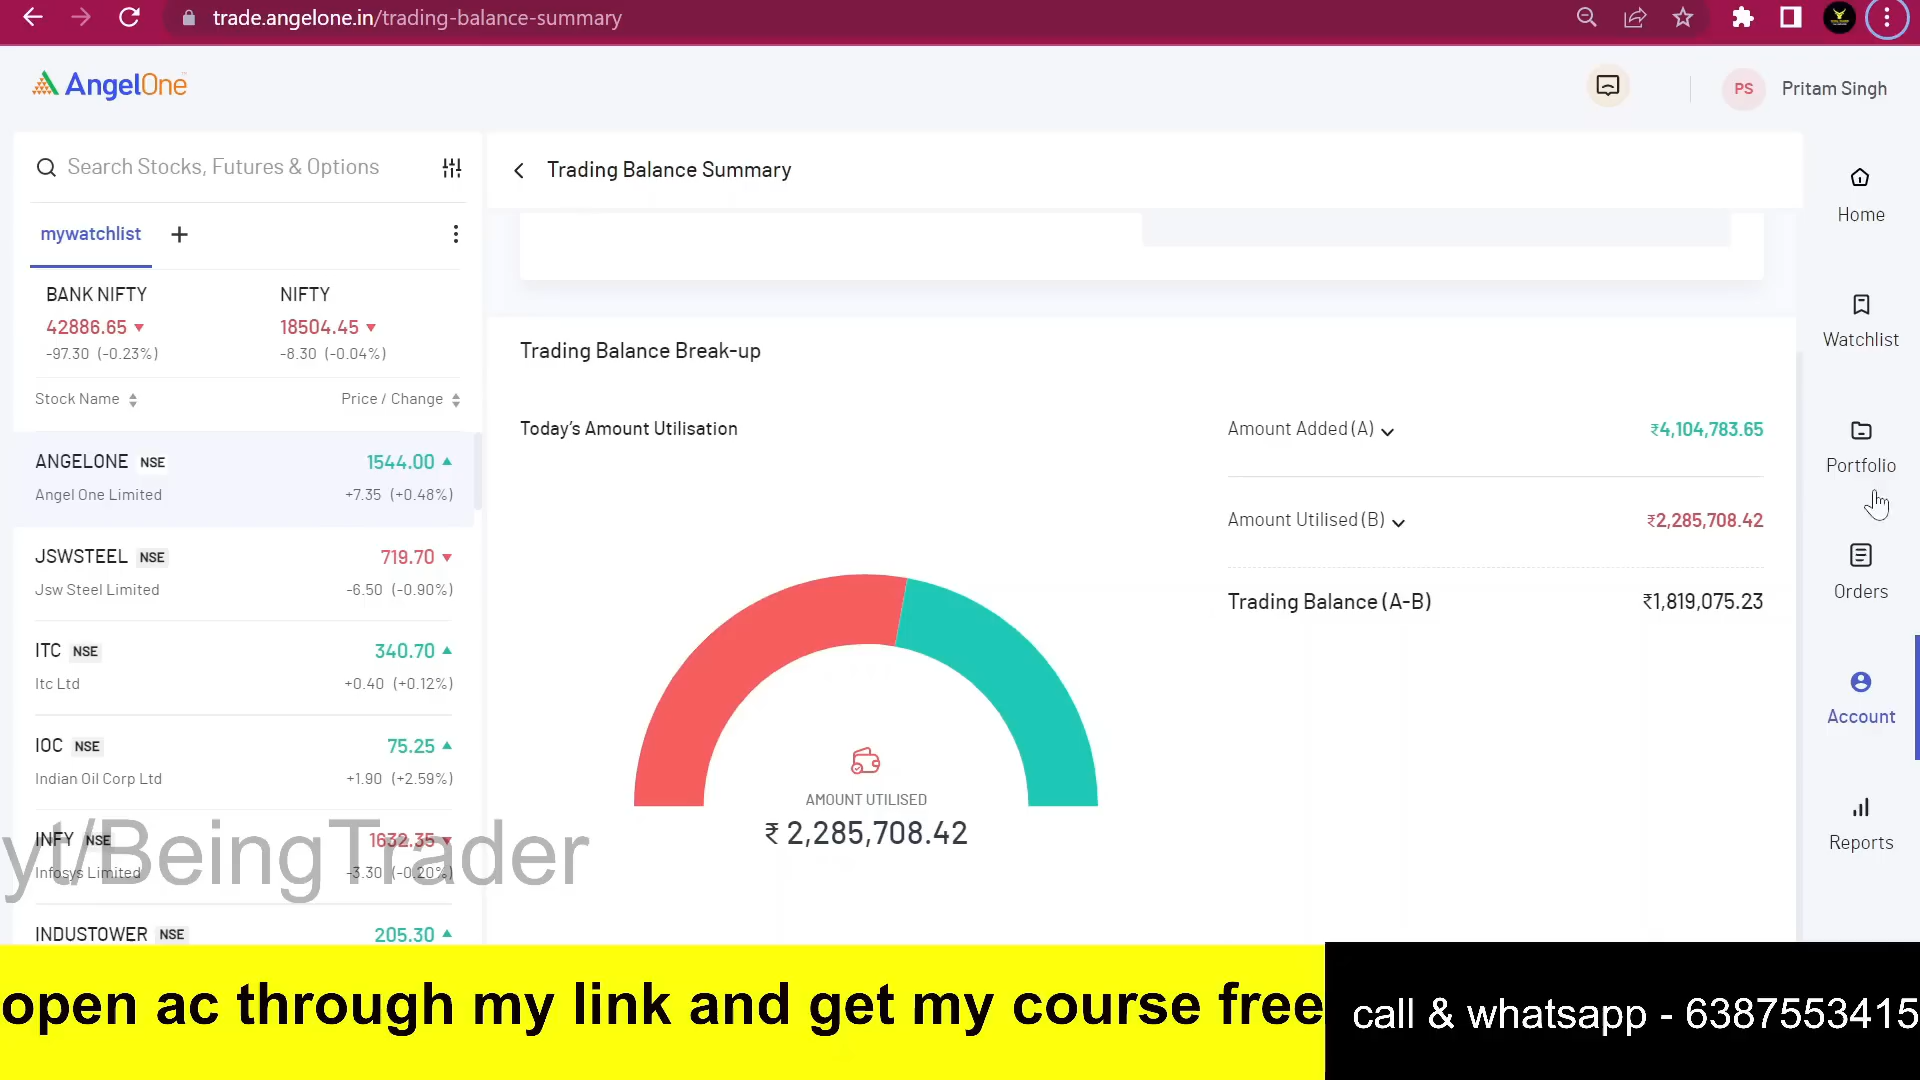 trade.angelone.in/trading-balance-summary
AngelOne
PS
Pritam Singh
Search Stocks, Futures & Options
mywatchlist +
BANK NIFTY
42886.65
-97.30 (-0.23%)
NIFTY
18504.45
-8.30 (-0.04%)
Stock Name
Price / Change
ANGELONE NSE 1544.00
Angel One Limited +7.35 (+0.48%)
JSWSTEEL NSE 719.70
Jsw Steel Limited -6.50 (-0.90%)
ITC NSE 340.70
Itc Ltd +0.40 (+0.12%)
IOC NSE 75.25
Indian Oil Corp Ltd +1.90 (+2.59%)
INFY NSE 1632.35
Infosys Limited -3.30 (-0.20%)
INDUSTOWER NSE 205.30
yt/BeingTrader
Trading Balance Summary
Trading Balance Break-up
Today's Amount Utilisation
AMOUNT UTILISED
₹ 2,285,708.42
Amount Added (A) ₹4,104,783.65
Amount Utilised (B) ₹2,285,708.42
Trading Balance (A-B) ₹1,819,075.23
Home
Watchlist
Portfolio
Orders
Account
Reports
open ac through my link and get my course free
call & whatsapp - 6387553415